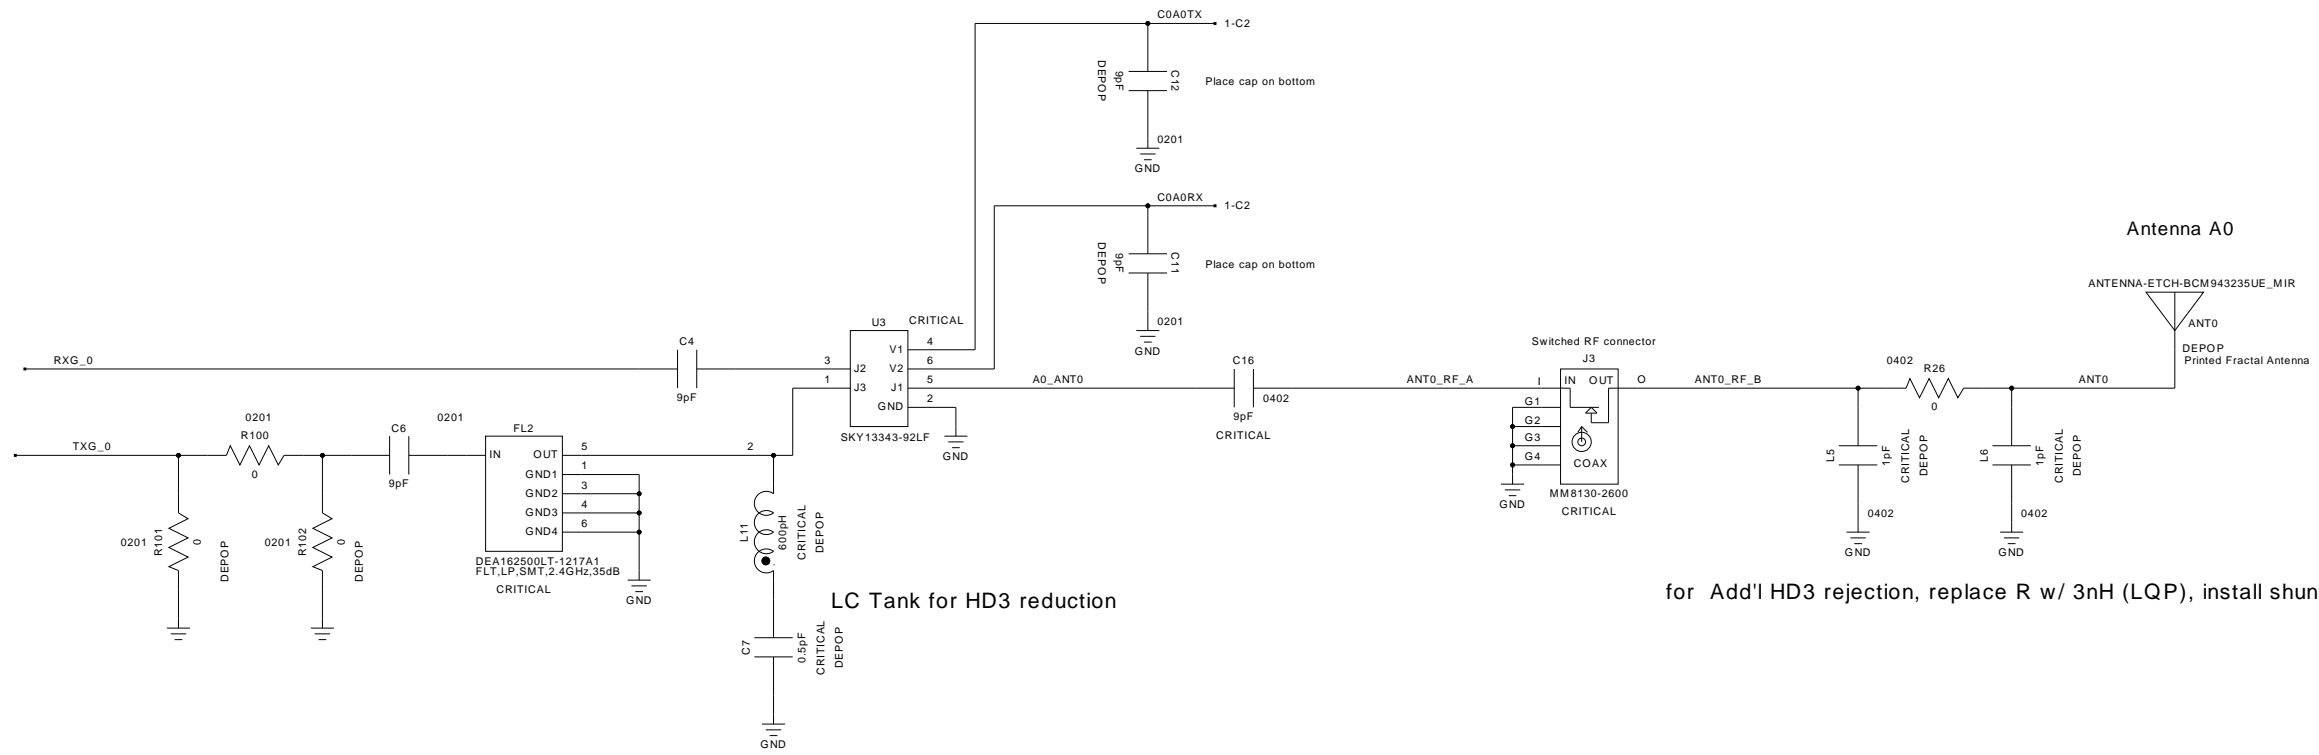 C0A0TX
1-C2
DEPOP
9pF
C12
Place cap on bottom
0201
GND
C0A0RX
1-C2
DEPOP
9pF
C11
Place cap on bottom
0201
GND
Antenna A0
ANTENNA-ETCH-BCM943235UE_MIR
ANT0
DEPOP
Printed Fractal Antenna
U3
CRITICAL
V1
4
V2
6
J2
3
J3
1
J1
5
GND
2
SKY13343-92LF
GND
RXG_0
C4
9pF
A0_ANT0
C16
0402
9pF
CRITICAL
ANT0_RF_A
Switched RF connector
J3
I
IN
OUT
O
G1
G2
G3
G4
COAX
MM8130-2600
CRITICAL
GND
ANT0_RF_B
0402
R26
0
ANT0
L5
1pF
CRITICAL
DEPOP
0402
GND
L6
1pF
CRITICAL
DEPOP
0402
GND
TXG_0
0201
R100
0
C6
0201
9pF
FL2
IN
OUT
5
GND1
1
GND2
3
GND3
4
GND4
6
DEA162500LT-1217A1
FLT,LP,SMT,2.4GHz,35dB
CRITICAL
GND
2
0201
R101
0
DEPOP
0201
R102
0
DEPOP
L11
600pH
CRITICAL
DEPOP
LC Tank for HD3 reduction
C7
0.5pF
CRITICAL
DEPOP
GND
for Add'l HD3 rejection, replace R w/ 3nH (LQP), install shun